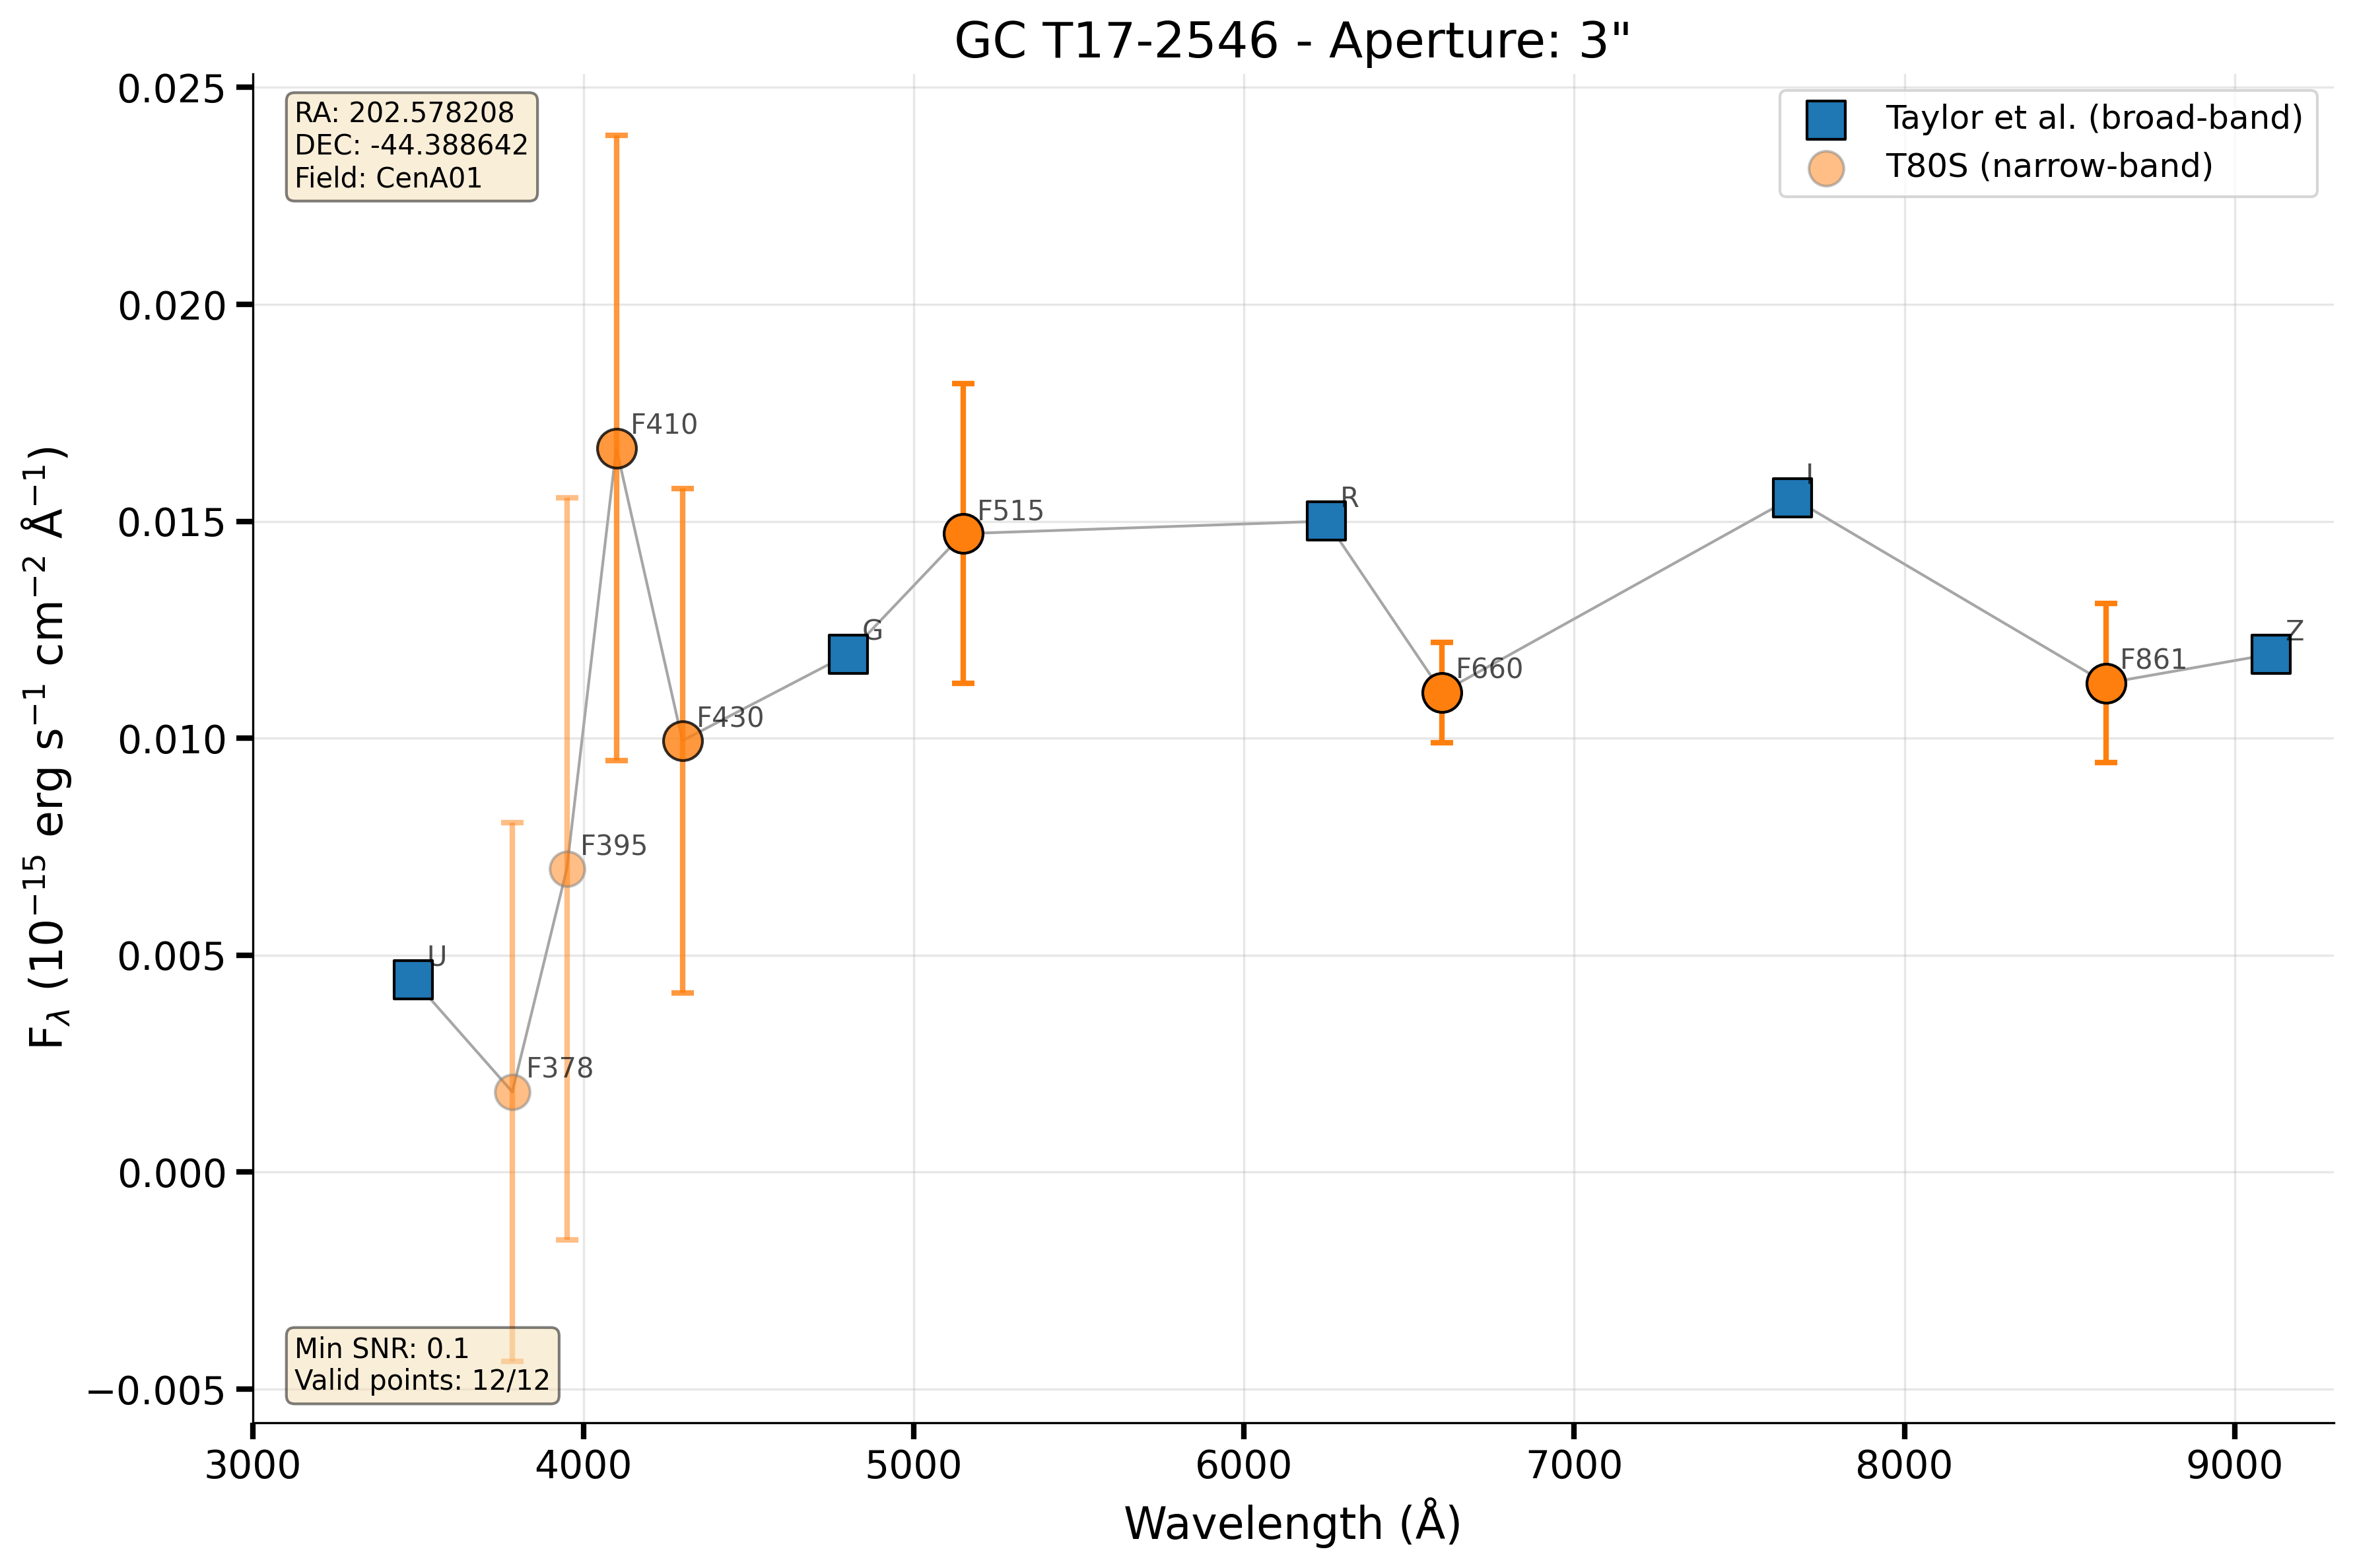 GC T17-2546 - Aperture: 3"
RA: 202.578208
DEC: -44.388642
Field: CenA01
Taylor et al. (broad-band)
T80S (narrow-band)
0.025
0.020
0.015
0.010
0.005
0.000
−0.005
F$_λ$ (10⁻¹⁵ erg s⁻¹ cm⁻² Å⁻¹)
U
F378
F395
F410
F430
G
F515
R
F660
I
F861
Z
Min SNR: 0.1
Valid points: 12/12
3000
4000
5000
6000
7000
8000
9000
Wavelength (Å)